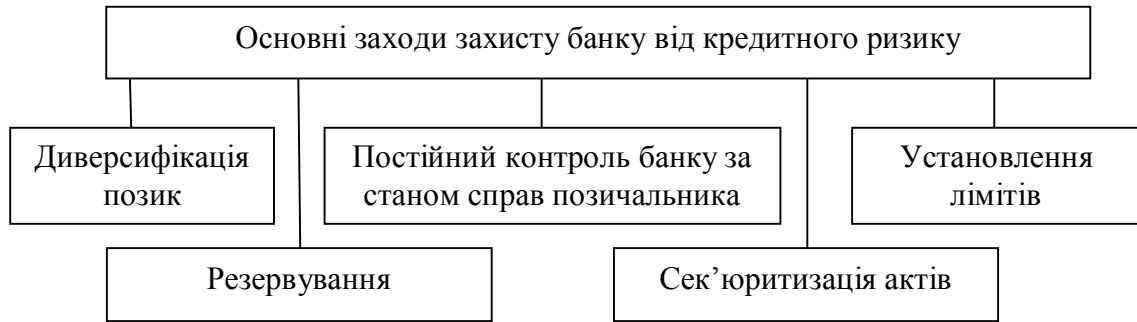 Основні заходи захисту банку від кредитного ризику
Диверсифікація
позик
Постійний контроль банку за
станом справ позичальника
Установлення
лімітів
Резервування
Сек’юритизація актів